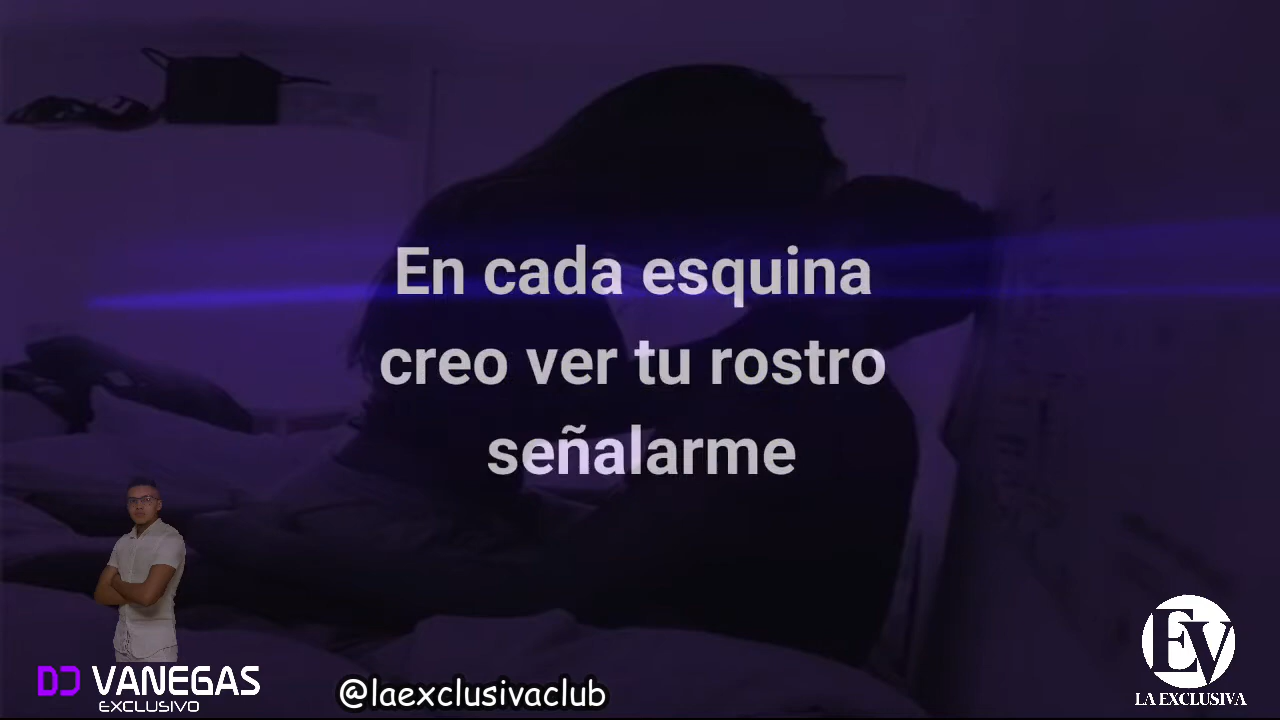 En cada esquina
creo ver tu rostro
señalarme
DJ VANEGAS
EXCLUSIVO
@laexclusivaclub
EV
LA EXCLUSIVA